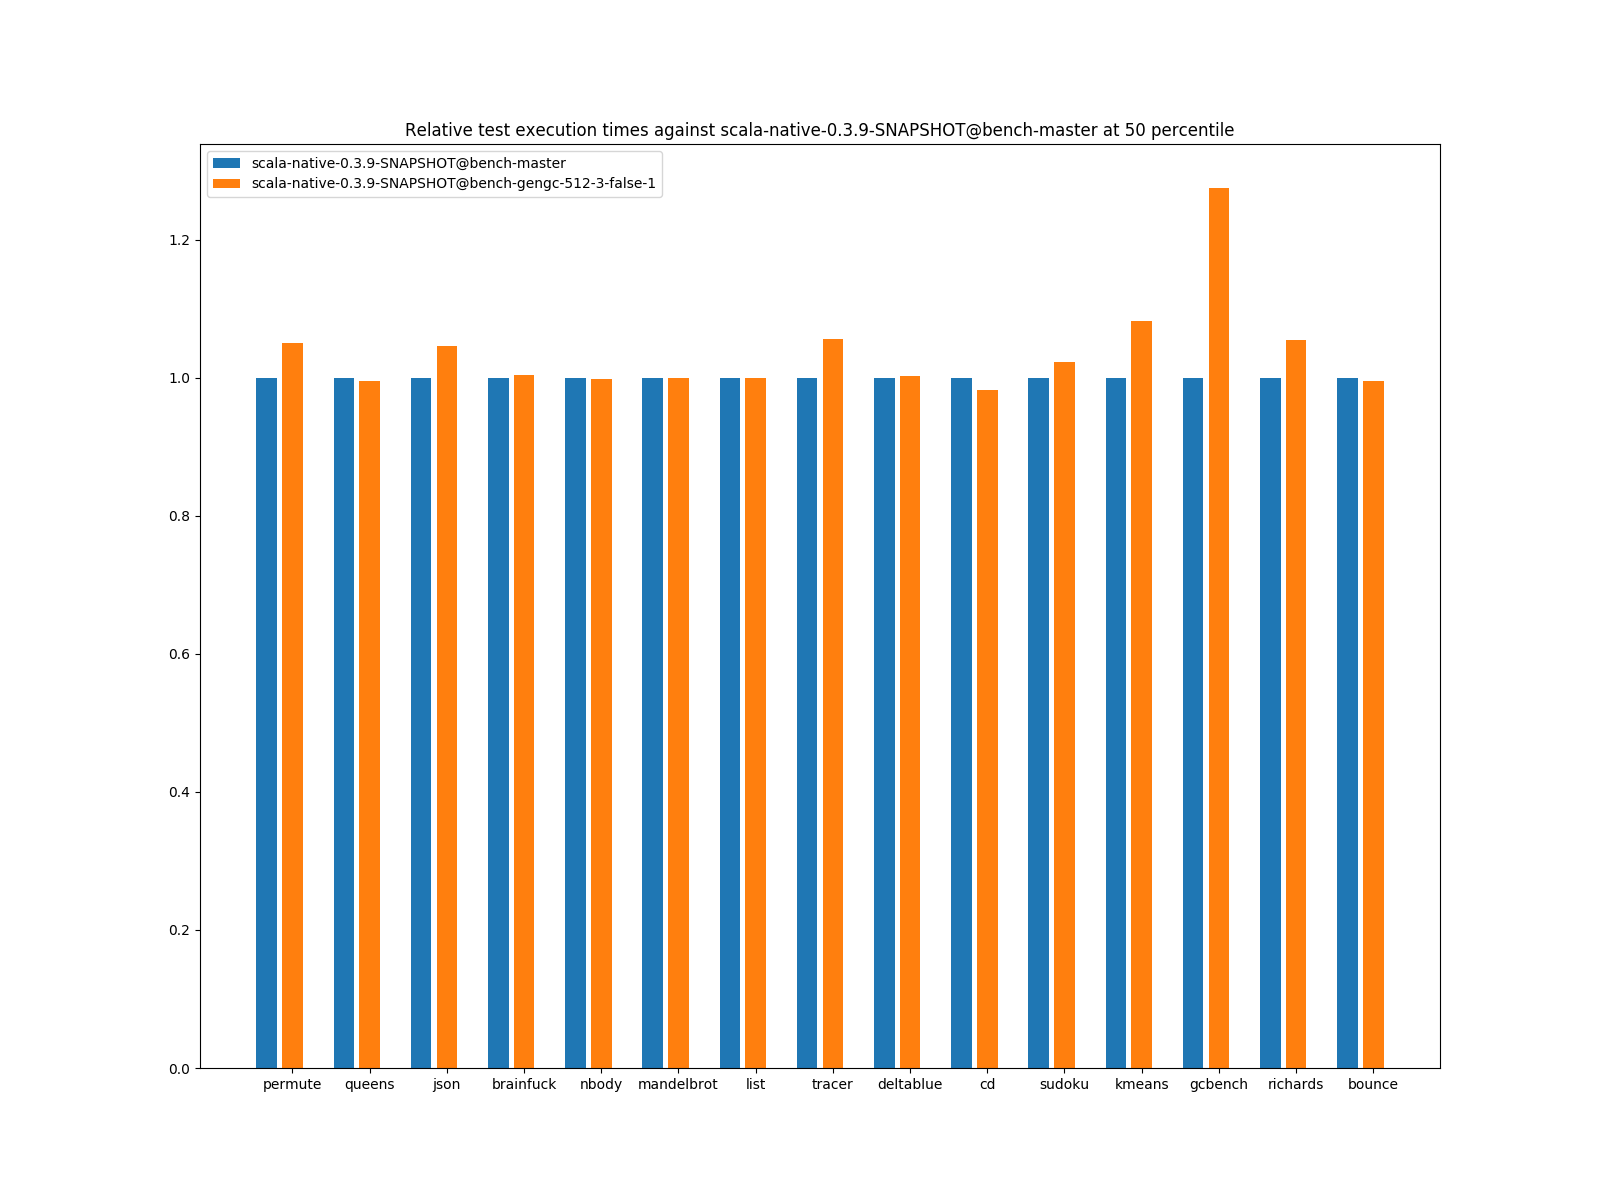 Relative test execution times against scala-native-0.3.9-SNAPSHOT@bench-master at 50 percentile
scala-native-0.3.9-SNAPSHOT@bench-master
scala-native-0.3.9-SNAPSHOT@bench-gengc-512-3-false-1
1.2
1.0
0.8
0.6
0.4
0.2
0.0
permute queens json brainfuck nbody mandelbrot list tracer deltablue cd sudoku kmeans gcbench richards bounce